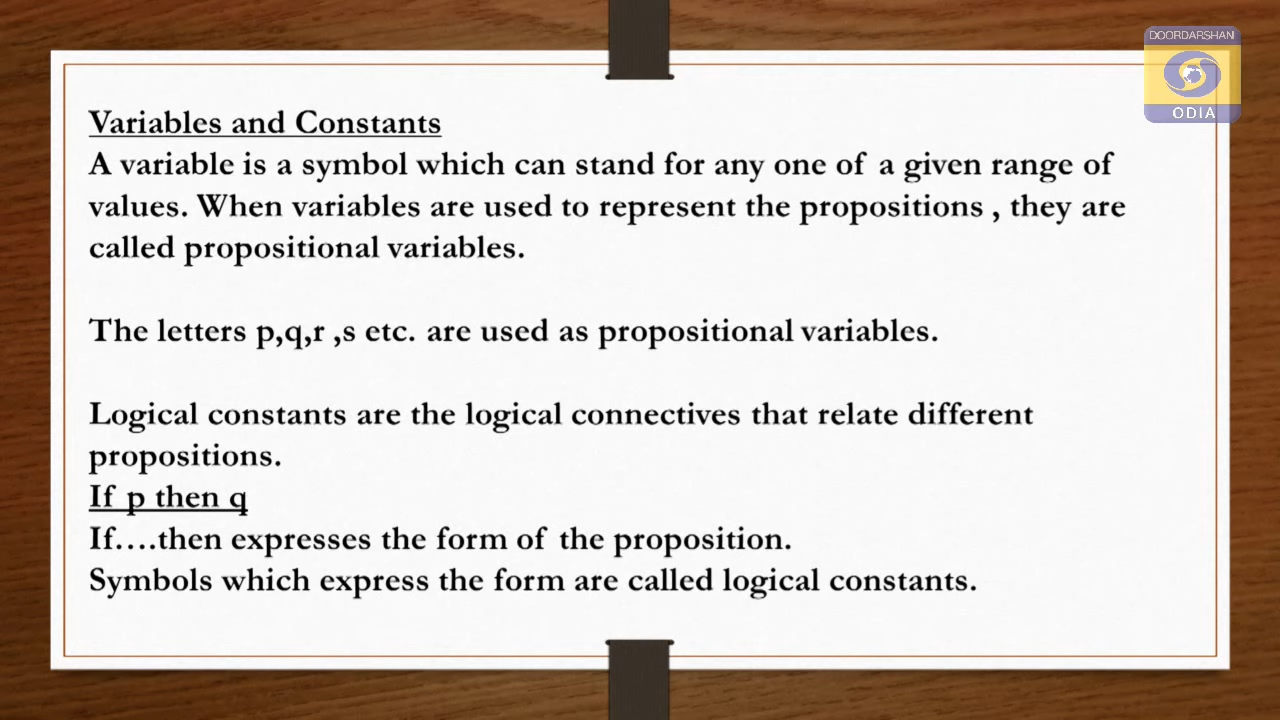 DOORDARSHAN
ODIA
Variables and Constants
A variable is a symbol which can stand for any one of a given range of
values. When variables are used to represent the propositions , they are
called propositional variables.
The letters p,q,r ,s etc. are used as propositional variables.
Logical constants are the logical connectives that relate different
propositions.
If p then q
If….then expresses the form of the proposition.
Symbols which express the form are called logical constants.